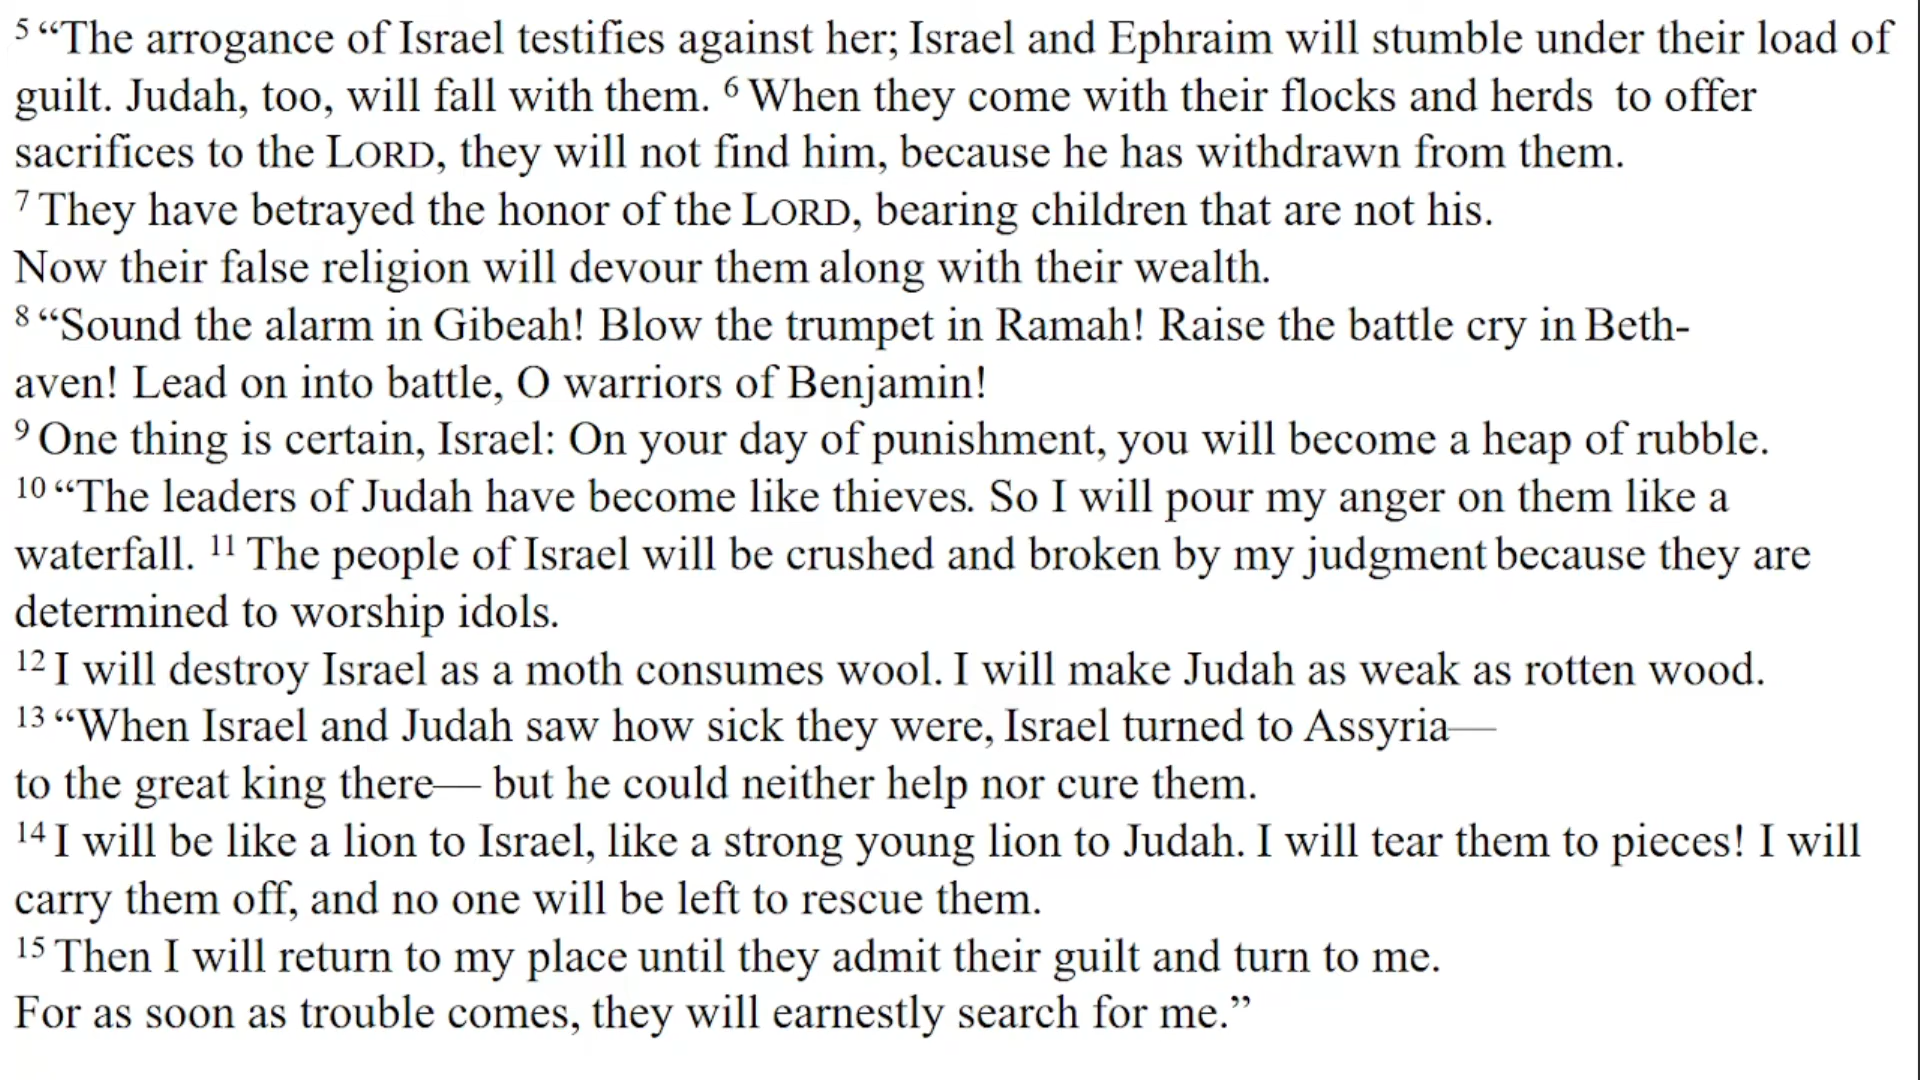 5 “The arrogance of Israel testifies against her; Israel and Ephraim will stumble under their load of
guilt. Judah, too, will fall with them. 6 When they come with their flocks and herds to offer
sacrifices to the LORD, they will not find him, because he has withdrawn from them.
7 They have betrayed the honor of the LORD, bearing children that are not his.
Now their false religion will devour them along with their wealth.
8 “Sound the alarm in Gibeah! Blow the trumpet in Ramah! Raise the battle cry in Beth-
aven! Lead on into battle, O warriors of Benjamin!
9 One thing is certain, Israel: On your day of punishment, you will become a heap of rubble.
10 “The leaders of Judah have become like thieves. So I will pour my anger on them like a
waterfall. 11 The people of Israel will be crushed and broken by my judgment because they are
determined to worship idols.
12 I will destroy Israel as a moth consumes wool. I will make Judah as weak as rotten wood.
13 “When Israel and Judah saw how sick they were, Israel turned to Assyria—
to the great king there— but he could neither help nor cure them.
14 I will be like a lion to Israel, like a strong young lion to Judah. I will tear them to pieces! I will
carry them off, and no one will be left to rescue them.
15 Then I will return to my place until they admit their guilt and turn to me.
For as soon as trouble comes, they will earnestly search for me.”